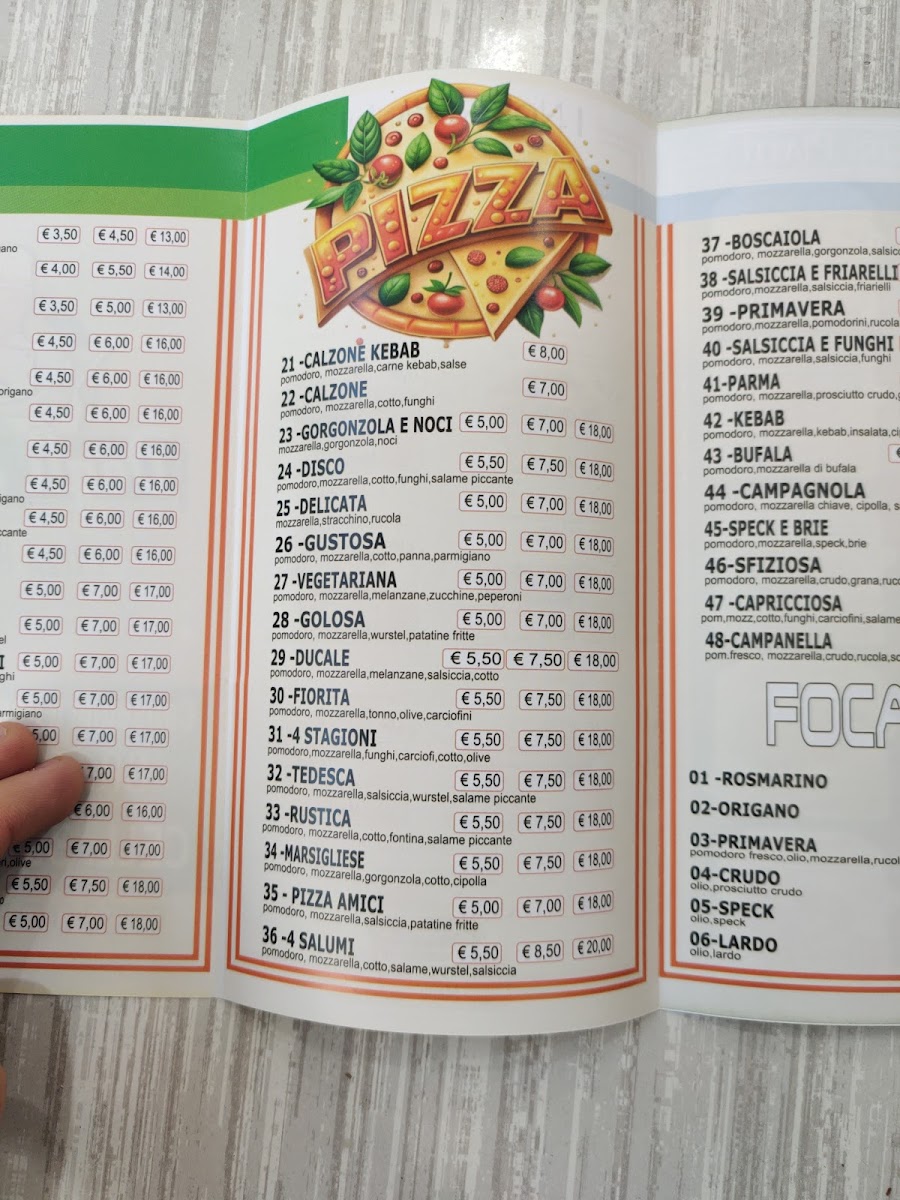 ano
€ 3,50 € 4,50 € 13,00
€ 4,00 € 5,50 € 14,00
€ 3,50 € 5,00 € 13,00
€ 4,50 € 6,00 € 16,00
€ 4,50 € 6,00 € 16,00
origano
€ 4,50 € 6,00 € 16,00
€ 4,50 € 6,00 € 16,00
€ 4,50 € 6,00 € 16,00
igano
€ 4,50 € 6,00 € 16,00
ccante
€ 4,50 € 6,00 € 16,00
€ 5,00 € 7,00 € 17,00
€ 5,00 € 7,00 € 17,00
el
€ 5,00 € 7,00 € 17,00
ghi
€ 5,00 € 7,00 € 17,00
armigiano
5,00 € 7,00 € 17,00
7,00 € 17,00
€ 6,00 € 16,00
€ 5,00 € 7,00 € 17,00
ri,olive
€ 5,50 € 7,50 € 18,00
€ 5,00 € 7,00 € 18,00
PIZZA
21 -CALZONE KEBAB € 8,00
pomodoro, mozzarella,carne kebab,salse
22 -CALZONE € 7,00
pomodoro, mozzarella,cotto,funghi
23 -GORGONZOLA E NOCI € 5,00 € 7,00 € 18,00
mozzarella,gorgonzola,noci
24 -DISCO € 5,50 € 7,50 € 18,00
pomodoro,mozzarella,cotto,funghi,salame piccante
25 -DELICATA € 5,00 € 7,00 € 18,00
mozzarella,stracchino,rucola
26 -GUSTOSA € 5,00 € 7,00 € 18,00
pomodoro, mozzarella,cotto,panna,parmigiano
27 -VEGETARIANA € 5,00 € 7,00 € 18,00
pomodoro, mozzarella,melanzane,zucchine,peperoni
28 -GOLOSA € 5,00 € 7,00 € 18,00
pomodoro, mozzarella,wurstel,patatine fritte
29 -DUCALE € 5,50 € 7,50 € 18,00
pomodoro, mozzarella,melanzane,salsiccia,cotto
30 -FIORITA € 5,50 € 7,50 € 18,00
pomodoro, mozzarella,tonno,olive,carciofini
31 -4 STAGIONI € 5,50 € 7,50 € 18,00
pomodoro,mozzarella,funghi,carciofi,cotto,olive
32 -TEDESCA € 5,50 € 7,50 € 18,00
pomodoro, mozzarella,salsiccia,wurstel,salame piccante
33 -RUSTICA € 5,50 € 7,50 € 18,00
pomodoro, mozzarella,cotto,fontina,salame piccante
34 -MARSIGLIESE € 5,50 € 7,50 € 18,00
pomodoro, mozzarella,gorgonzola,cotto,cipolla
35 - PIZZA AMICI € 5,00 € 7,00 € 18,00
pomodoro, mozzarella,salsiccia,patatine fritte
36 -4 SALUMI € 5,50 € 8,50 € 20,00
pomodoro, mozzarella,cotto,salame,wurstel,salsiccia
37 -BOSCAIOLA
pomodoro, mozzarella,gorgonzola,salsicc
38 -SALSICCIA E FRIARELLI
pomodoro,mozzarella,salsiccia,friarielli
39 -PRIMAVERA
pomodoro,mozzarella,pomodorini,rucola
40 -SALSICCIA E FUNGHI
pomodoro, mozzarella,salsiccia,funghi
41-PARMA
pomodoro, mozzarella,prosciutto crudo,g
42 -KEBAB
pomodoro, mozzarella,kebab,insalata,ci
43 -BUFALA
pomodoro,mozzarella di bufala
44 -CAMPAGNOLA
pomodoro, mozzarella chiave, cipolla, s
45-SPECK E BRIE
pomodoro,mozzarella,speck,brie
46-SFIZIOSA
pomodoro, mozzarella,crudo,grana,ruc
47 -CAPRICCIOSA
pom,mozz,cotto,funghi,carciofini,salame
48-CAMPANELLA
pom.fresco, mozzarella,crudo,rucola,sc
FOCA
01 -ROSMARINO
02-ORIGANO
03-PRIMAVERA
pomodoro fresco,olio,mozzarella,rucol
04-CRUDO
olio,prosciutto crudo
05-SPECK
olio,speck
06-LARDO
olio,lardo